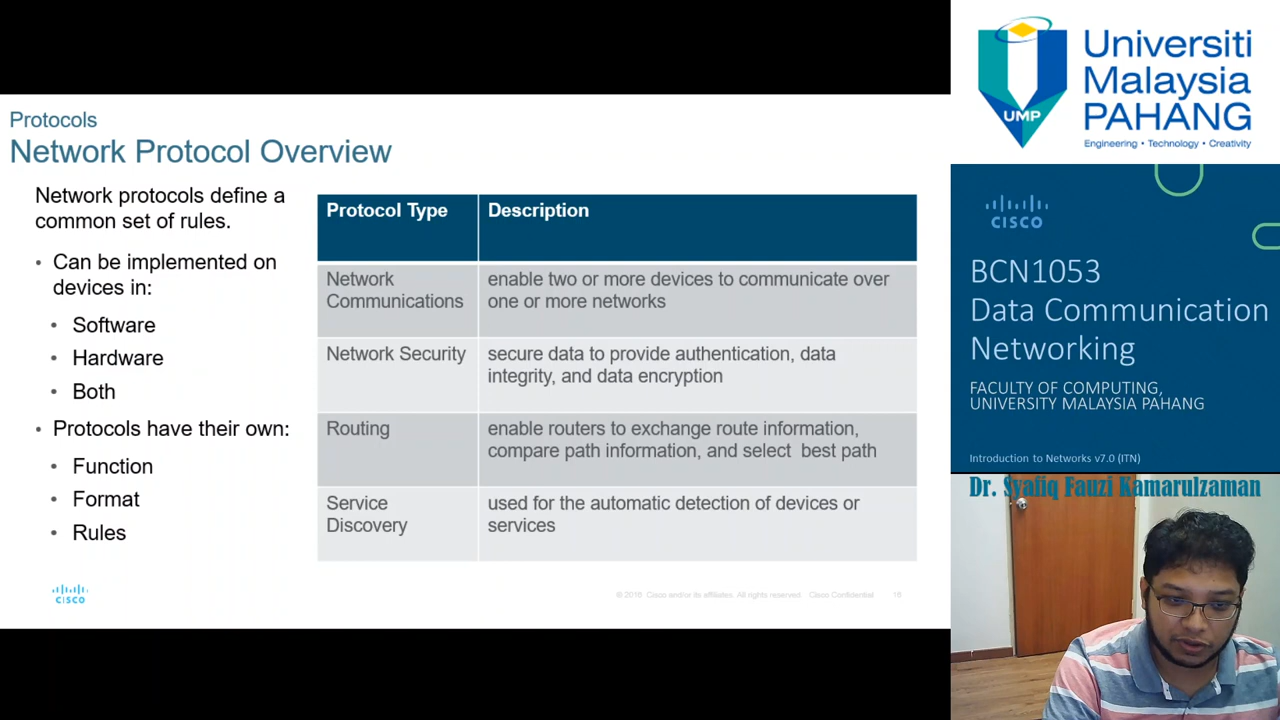 Protocols
Network Protocol Overview
Network protocols define a
common set of rules.
• Can be implemented on
devices in:
• Software
• Hardware
• Both
• Protocols have their own:
• Function
• Format
• Rules
Protocol Type
Description
Network
Communications
enable two or more devices to communicate over
one or more networks
Network Security
secure data to provide authentication, data
integrity, and data encryption
Routing
enable routers to exchange route information,
compare path information, and select best path
Service
Discovery
used for the automatic detection of devices or
services
CISCO
© 2016 Cisco and/or its affiliates. All rights reserved. Cisco Confidential
16
UMP
Universiti
Malaysia
PAHANG
Engineering • Technology • Creativity
CISCO
BCN1053
Data Communication
Networking
FACULTY OF COMPUTING,
UNIVERSITY MALAYSIA PAHANG
Introduction to Networks v7.0 (ITN)
Dr. Syafiq Fauzi Kamarulzaman